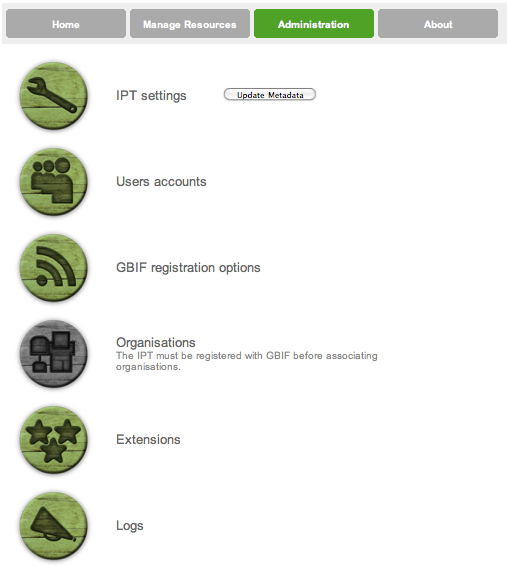 Home
Manage Resources
Administration
About
IPT settings
Update Metadata
Users accounts
GBIF registration options
Organisations
The IPT must be registered with GBIF before associating
organisations.
Extensions
Logs